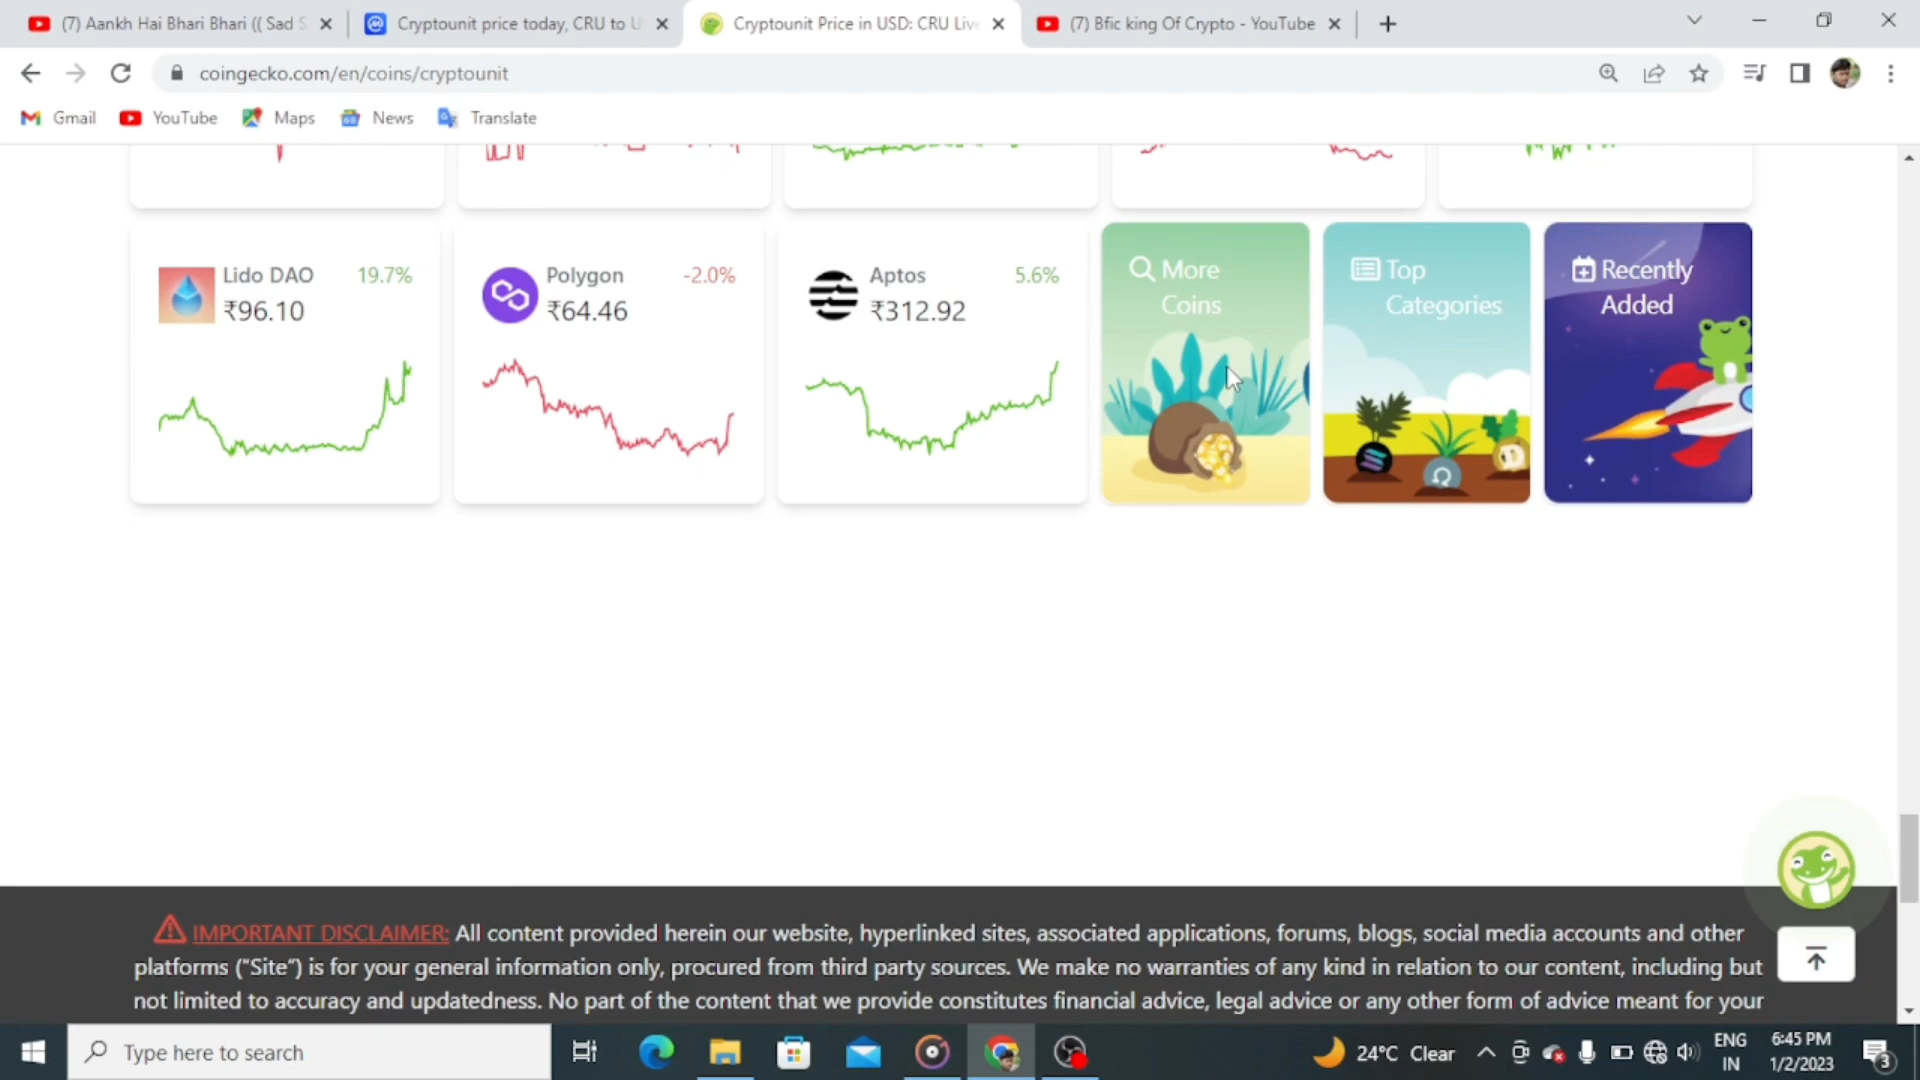 (7) Aankh Hai Bhari Bhari (( Sad S
Cryptounit price today, CRU to U
Cryptounit Price in USD: CRU Live
(7) Bfic king Of Crypto - YouTube
coingecko.com/en/coins/cryptounit
Gmail
YouTube
Maps
News
Translate
Lido DAO 19.7%
₹96.10
Polygon -2.0%
₹64.46
Aptos 5.6%
₹312.92
More
Coins
Top
Categories
Recently
Added
IMPORTANT DISCLAIMER: All content provided herein our website, hyperlinked sites, associated applications, forums, blogs, social media accounts and other
platforms ("Site") is for your general information only, procured from third party sources. We make no warranties of any kind in relation to our content, including but
not limited to accuracy and updatedness. No part of the content that we provide constitutes financial advice, legal advice or any other form of advice meant for your
Type here to search
24°C Clear
ENG
IN
6:45 PM
1/2/2023
3